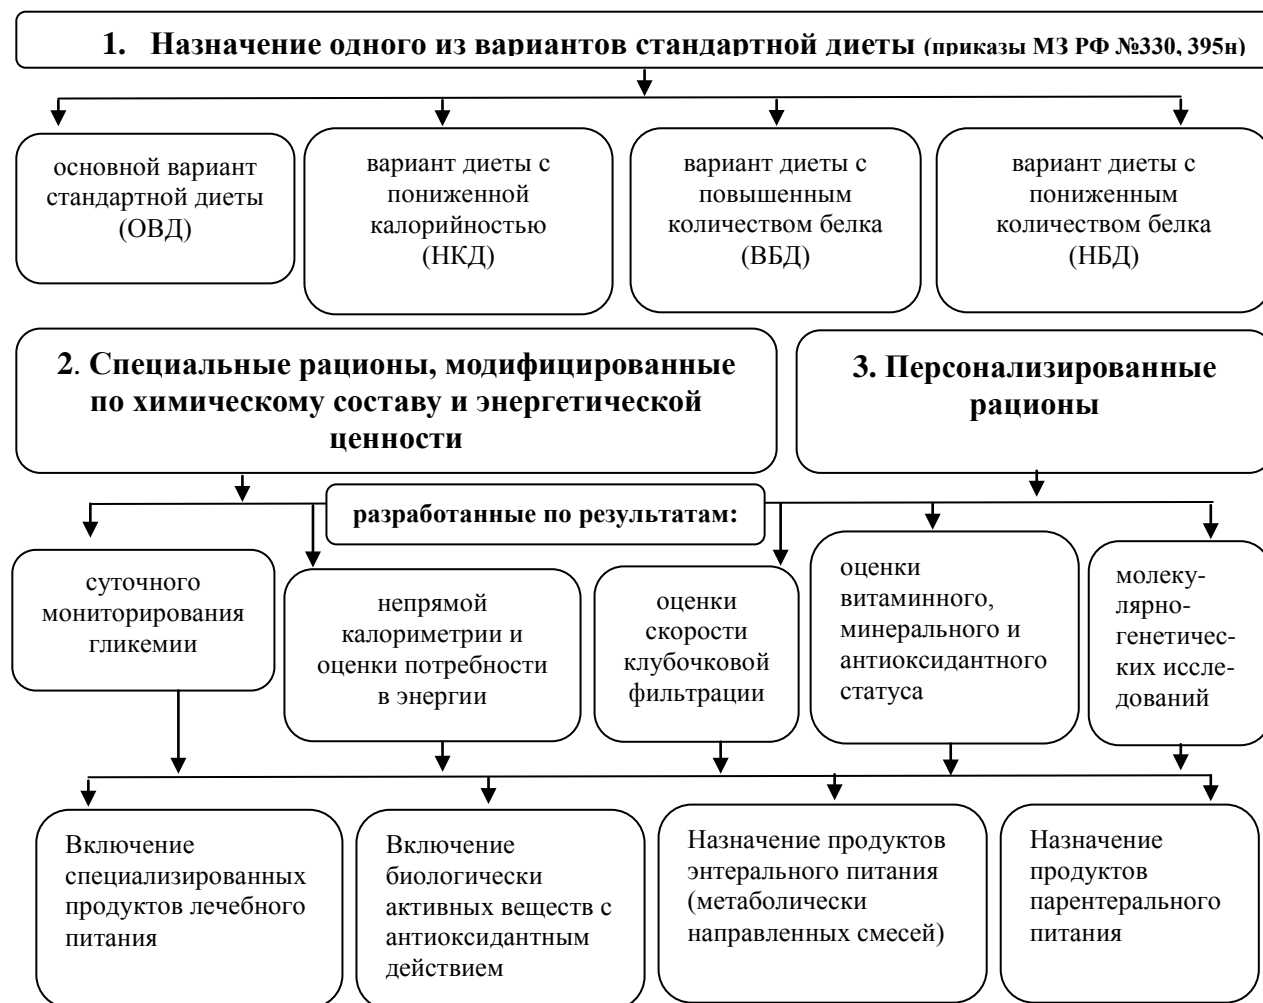 1. Назначение одного из вариантов стандартной диеты (приказы МЗ РФ №330, 395н)
основной вариант
стандартной диеты
(ОВД)
вариант диеты с
пониженной
калорийностью
(НКД)
вариант диеты с
повышенным
количеством белка
(ВБД)
вариант диеты с
пониженным
количеством белка
(НБД)
2. Специальные рационы, модифицированные
по химическому составу и энергетической
ценности
3. Персонализированные
рационы
разработанные по результатам:
суточного
мониторирования
гликемии
непрямой
калориметрии и
оценки потребности
в энергии
оценки
скорости
клубочковой
фильтрации
оценки
витаминного,
минерального и
антиоксидантного
статуса
молеку-
лярно-
генетичес-
ких иссле-
дований
Включение
специализированных
продуктов лечебного
питания
Включение
биологически
активных веществ с
антиоксидантным
действием
Назначение продуктов
энтерального питания
(метаболически
направленных смесей)
Назначение
продуктов
парентерального
питания